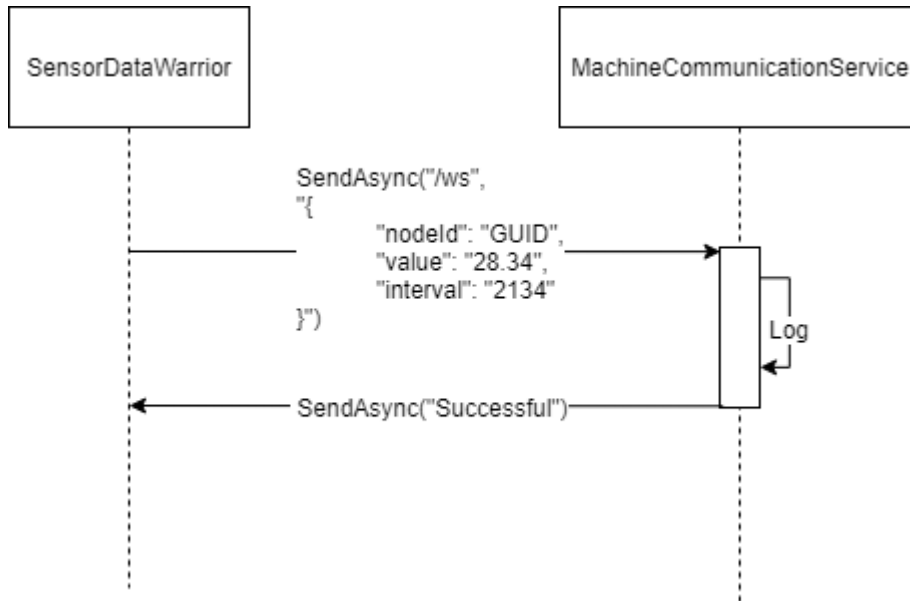 SensorDataWarrior
MachineCommunicationService
SendAsync("/ws",
"{
"nodeId": "GUID",
"value": "28.34",
"interval": "2134"
}")
Log
SendAsync("Successful")